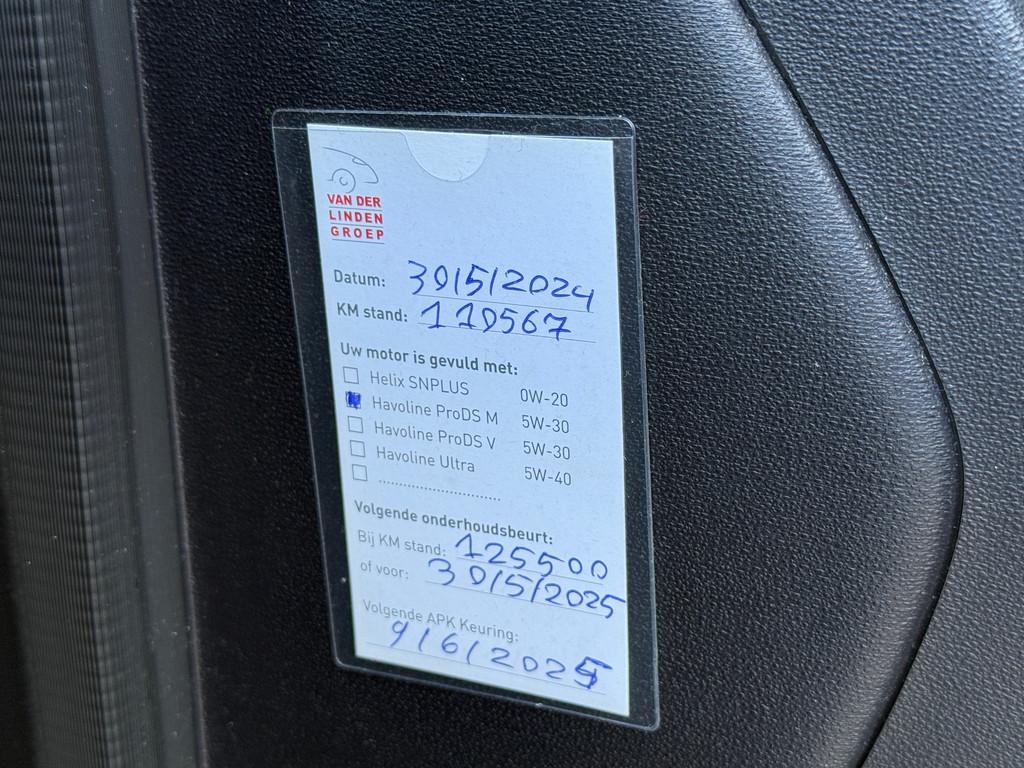 VAN DER
LINDEN
GROEP
Datum: 30/5/2024
KM stand: 110567
Uw motor is gevuld met:
Helix SNPLUS 0W-20
Havoline ProDS M 5W-30
Havoline ProDS V 5W-30
Havoline Ultra 5W-40
..............................
Volgende onderhoudsbeurt:
Bij KM stand: 125500
of voor: 30/5/2025
Volgende APK Keuring:
9/6/2025